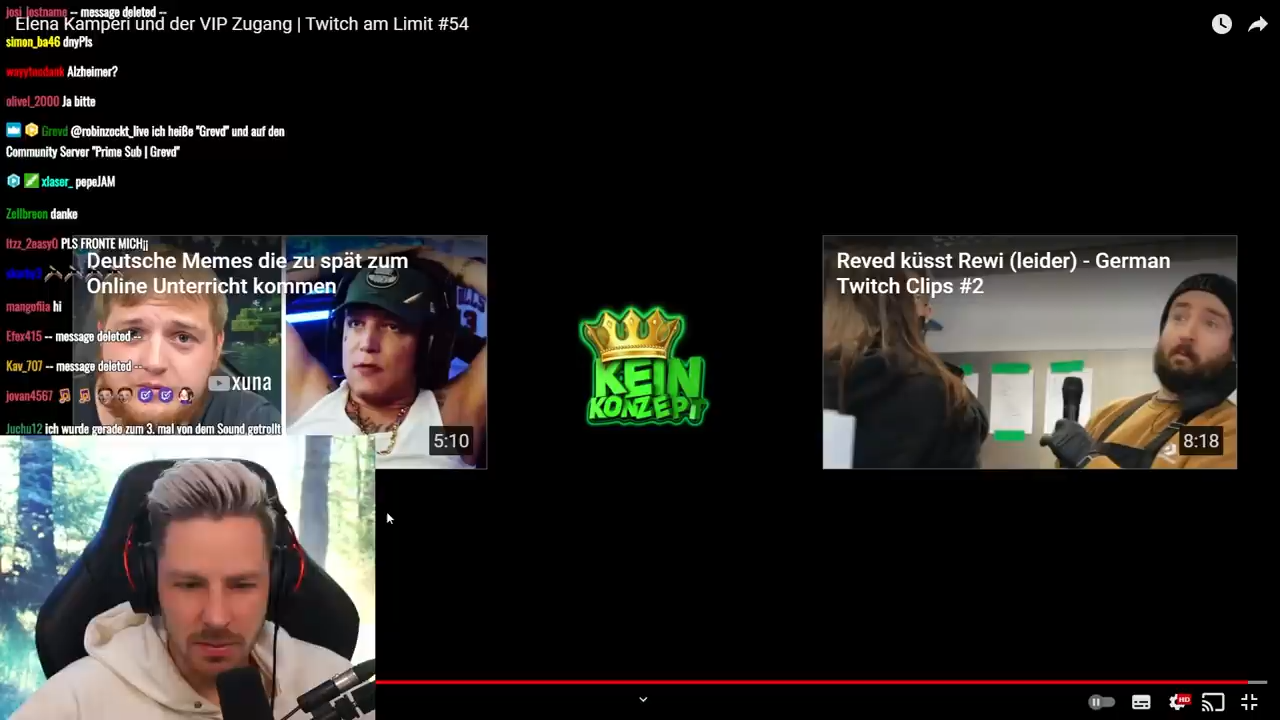 josi_lostname -- message deleted --
Elena Kamperi und der VIP Zugang | Twitch am Limit #54
simon_ba46 dnyPls
wayytoodank Alzheimer?
olivel_2000 Ja bitte
Grevd @robinzockt_live ich heiße "Grevd" und auf den
Community Server "Prime Sub | Grevd"
xlaser_ pepeJAM
Zellbreon danke
Itzz_2easy0 PLS FRONTE MICH¡¡
Deutsche Memes die zu spät zum
Online Unterricht kommen
mangofiia hi
Efex415 -- message deleted --
Kav_707 -- message deleted --
jovan4567
xuna
Juchu12 ich wurde gerade zum 3. mal von dem Sound getrollt
5:10
KEIN
KONZEPT
Reved küsst Rewi (leider) - German
Twitch Clips #2
8:18
HD